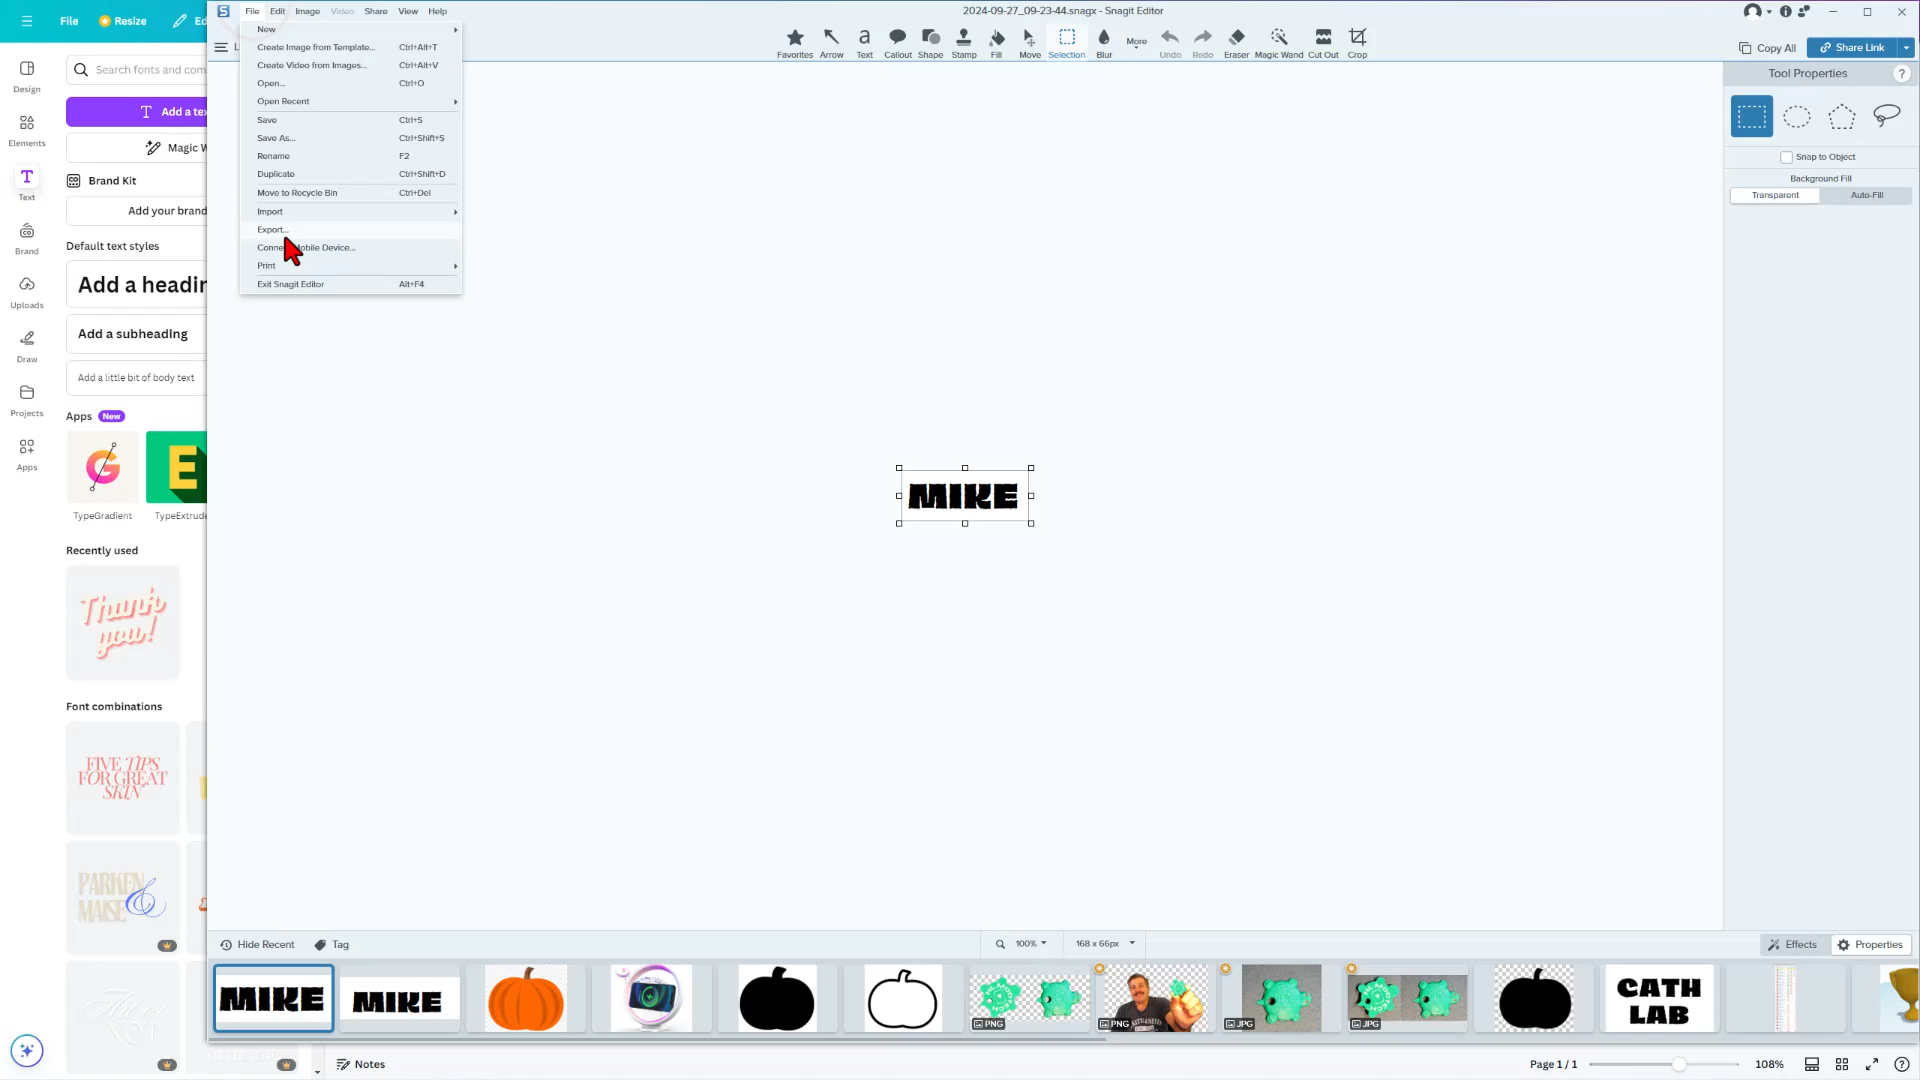 File Edit Image Video Share View Help
2024-09-27_09-23-44.snagx - Snagit Editor
File Resize
New
Create Image from Template... Ctrl+Alt+T
Create Video from Images... Ctrl+Alt+V
Open... Ctrl+O
Open Recent
Save Ctrl+S
Save As... Ctrl+Shift+S
Rename F2
Duplicate Ctrl+Shift+D
Move to Recycle Bin Ctrl+Del
Import
Export...
Mobile Device...
Print
Exit Snagit Editor Alt+F4
Favorites Arrow Text Callout Shape Stamp Fill Move Selection Blur More Undo Redo Eraser Magic Wand Cut Out Crop
Copy All Share Link
Tool Properties ?
Snap to Object
Background Fill
Transparent Auto-Fill
Design
Elements
Text
Brand
Uploads
Draw
Projects
Apps
Search fonts and com
Add a tex
Magic W
Brand Kit
Add your brand
Default text styles
Add a headin
Add a subheading
Add a little bit of body text
Apps New
TypeGradient TypeExtrude
Recently used
Thank
you!
Font combinations
FIVE TIPS
FOR GREAT
SKIN
PARKEN
MAISE &
MIKE
Hide Recent Tag
100% 168 x 66px
Effects Properties
MIKE MIKE PNG PNG JPG JPG
CATH
LAB
Notes
Page 1 / 1 108%